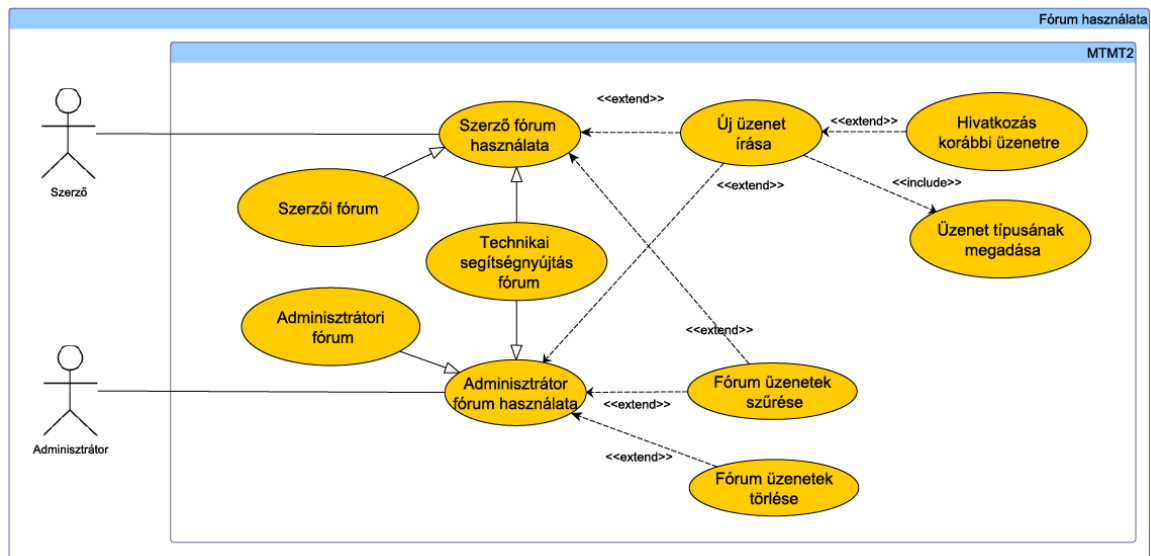 Fórum használata
MTMT2
<<extend>>
Szerző fórum
használata
Új üzenet
írása
<<extend>>
Hivatkozás
korábbi üzenetre
Szerző
<<extend>>
<<include>>
Szerzői fórum
Technikai
segítségnyújtás
fórum
Üzenet típusának
megadása
Adminisztrátori
fórum
<<extend>>
Adminisztrátor
fórum használata
<<extend>>
Fórum üzenetek
szűrése
Adminisztrátor
<<extend>>
Fórum üzenetek
törlése